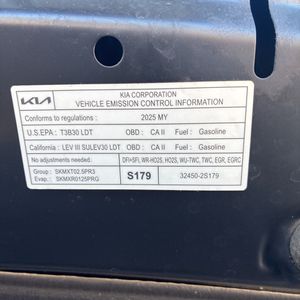 KIA
KIA CORPORATION
VEHICLE EMISSION CONTROL INFORMATION
Conforms to regulations : 2025 MY
U.S.EPA : T3B30 LDT OBD : CA II Fuel : Gasoline
California : LEV III SULEV30 LDT OBD : CA II Fuel : Gasoline
No adjustments needed. DFI+SFI, WR-HO2S, HO2S, WU-TWC, TWC, EGR, EGRC
Group : SKMXT02.5PR3 S179 32450-2S179
Evap. : SKMXR0125PRG